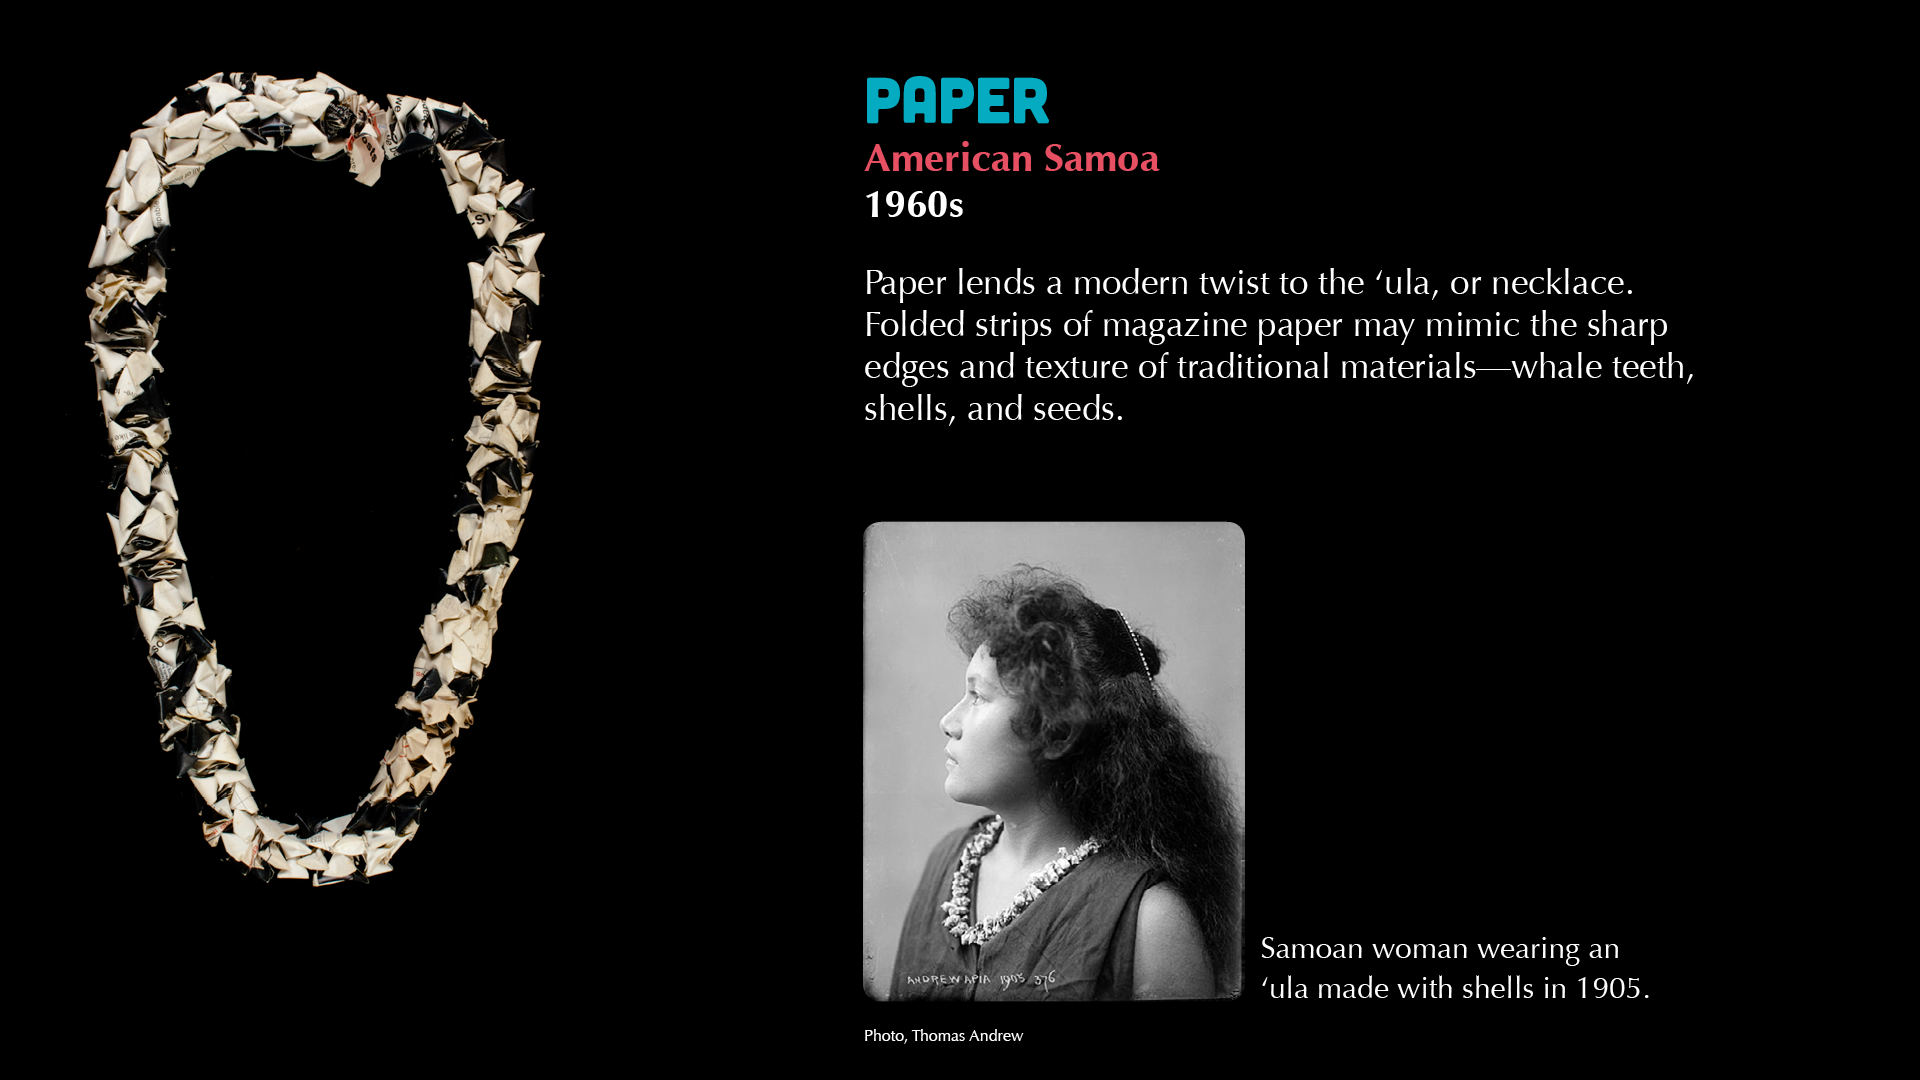 PAPER
American Samoa
1960s
Paper lends a modern twist to the ‘ula, or necklace.
Folded strips of magazine paper may mimic the sharp
edges and texture of traditional materials—whale teeth,
shells, and seeds.
ANDREW APIA 1905 376
Samoan woman wearing an
‘ula made with shells in 1905.
Photo, Thomas Andrew